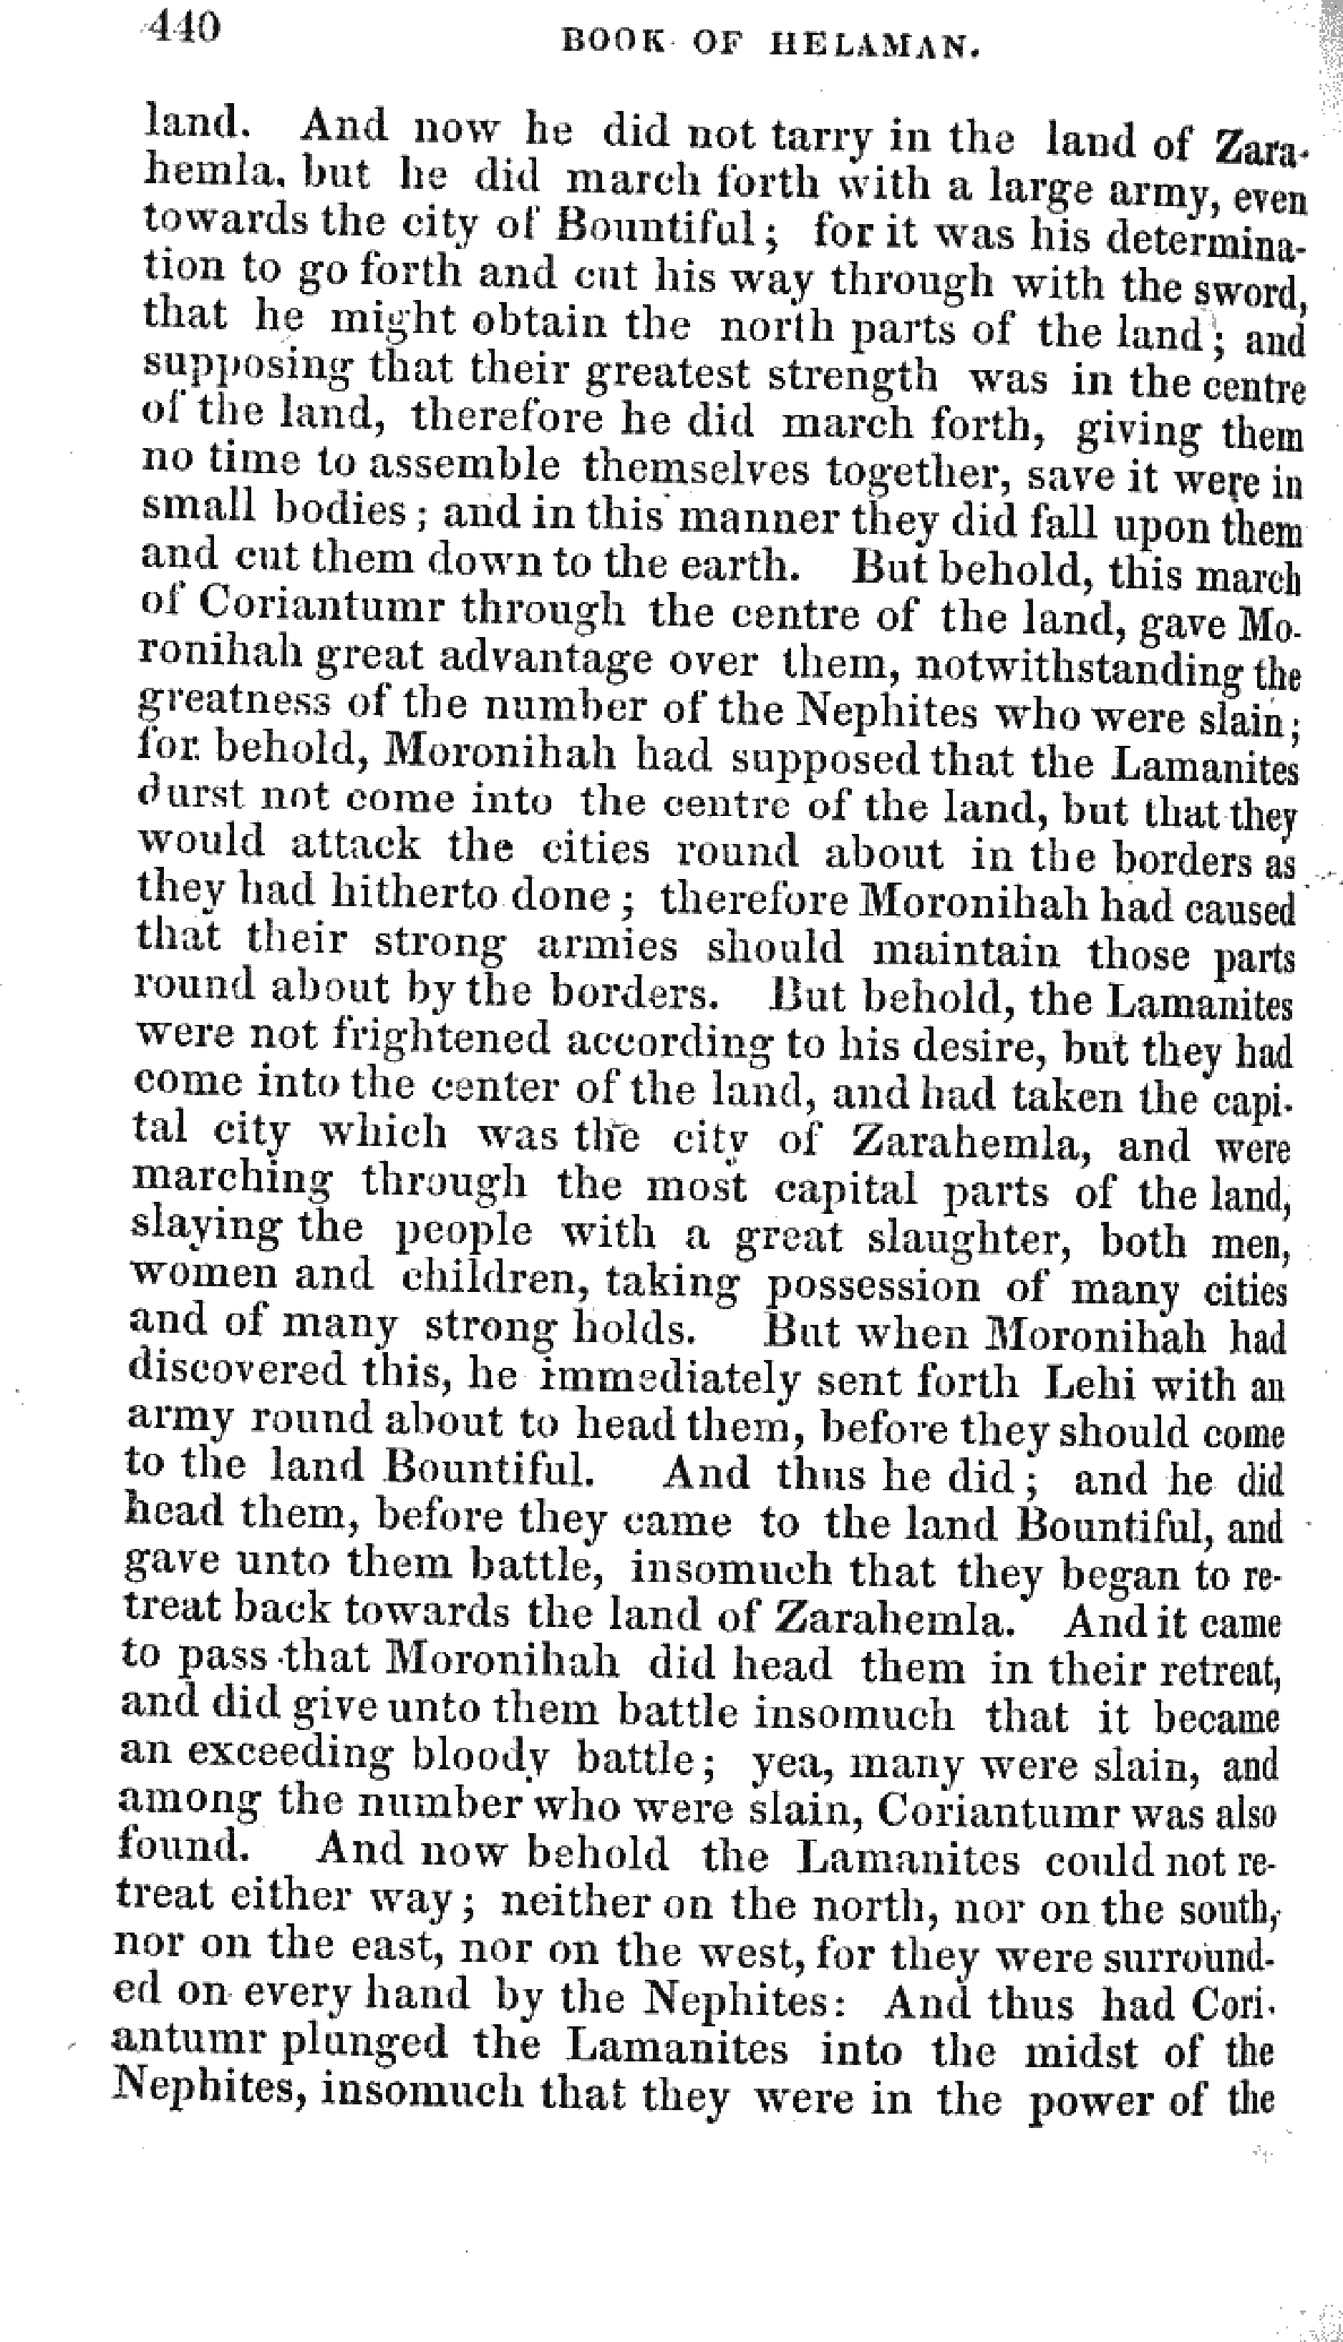 440
BOOK OF HELAMAN.
land. And now he did not tarry in the land of Zara-
hemla, but he did march forth with a large army, even
towards the city of Bountiful; for it was his determina-
tion to go forth and cut his way through with the sword,
that he might obtain the north parts of the land; and
supposing that their greatest strength was in the centre
of the land, therefore he did march forth, giving them
no time to assemble themselves together, save it were in
small bodies; and in this manner they did fall upon them
and cut them down to the earth. But behold, this march
of Coriantumr through the centre of the land, gave Mo-
ronihah great advantage over them, notwithstanding the
greatness of the number of the Nephites who were slain;
for behold, Moronihah had supposed that the Lamanites
durst not come into the centre of the land, but that they
would attack the cities round about in the borders as
they had hitherto done; therefore Moronihah had caused
that their strong armies should maintain those parts
round about by the borders. But behold, the Lamanites
were not frightened according to his desire, but they had
come into the center of the land, and had taken the capi-
tal city which was the city of Zarahemla, and were
marching through the most capital parts of the land,
slaying the people with a great slaughter, both men,
women and children, taking possession of many cities
and of many strong holds. But when Moronihah had
discovered this, he immediately sent forth Lehi with an
army round about to head them, before they should come
to the land Bountiful. And thus he did; and he did
head them, before they came to the land Bountiful, and
gave unto them battle, insomuch that they began to re-
treat back towards the land of Zarahemla. And it came
to pass that Moronihah did head them in their retreat,
and did give unto them battle insomuch that it became
an exceeding bloody battle; yea, many were slain, and
among the number who were slain, Coriantumr was also
found. And now behold the Lamanites could not re-
treat either way; neither on the north, nor on the south,
nor on the east, nor on the west, for they were surround-
ed on every hand by the Nephites: And thus had Cori-
antumr plunged the Lamanites into the midst of the
Nephites, insomuch that they were in the power of the